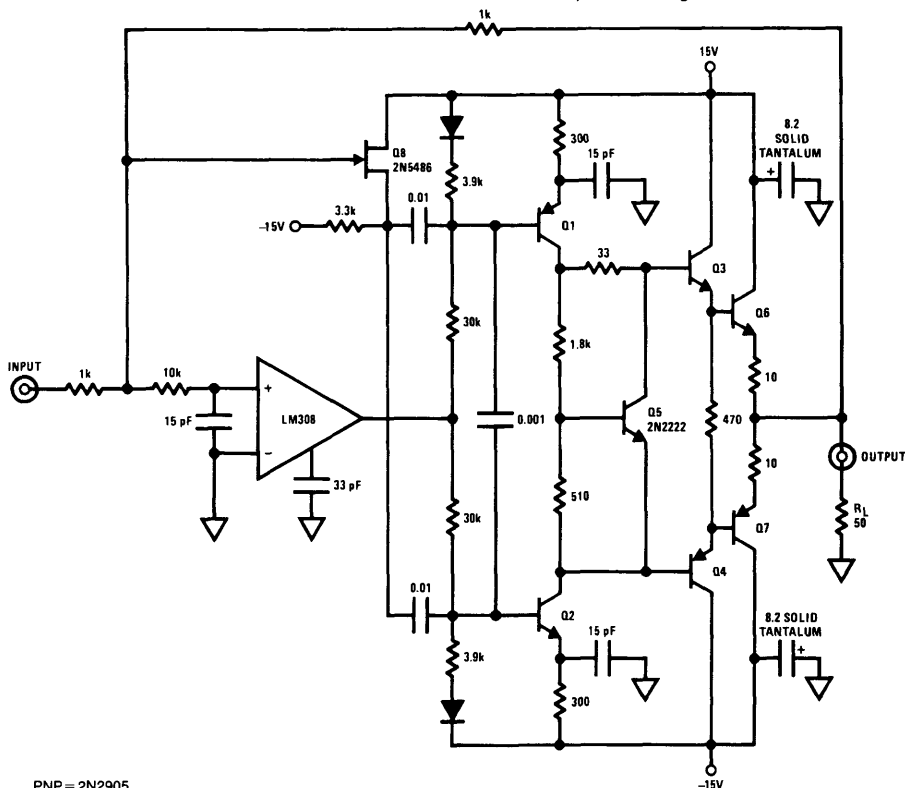 1k
15V
8.2
SOLID
TANTALUM
+
300
15 pF
Q8
2N5486
3.9k
0.01
3.3k
–15V
Q1
33
Q3
Q6
30k
1.8k
10
INPUT
1k
10k
+
15 pF
LM308
–
33 pF
0.001
Q5
2N2222
470
OUTPUT
10
30k
510
RL
50
Q7
Q4
0.01
Q2
15 pF
8.2 SOLID
TANTALUM
+
3.9k
300
PNP = 2N2905
–15V